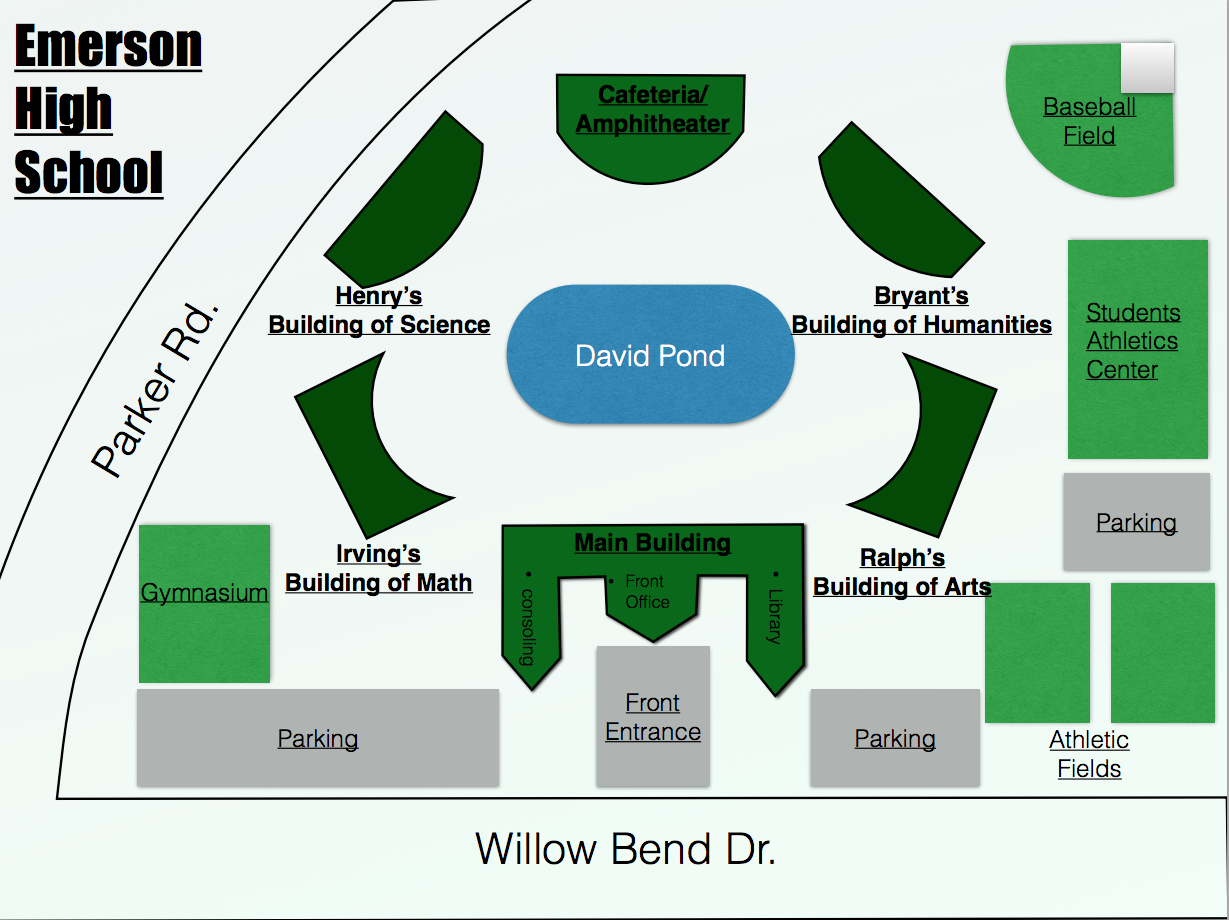 Emerson
High
School
Cafeteria/
Amphitheater
Baseball
Field
Henry's
Building of Science
Bryant's
Building of Humanities
Parker Rd.
David Pond
Students
Athletics
Center
Parking
Irving's
Building of Math
Main Building
• consoling
• Front
Office
• Library
Ralph's
Building of Arts
Gymnasium
Parking
Front
Entrance
Parking
Athletic
Fields
Willow Bend Dr.